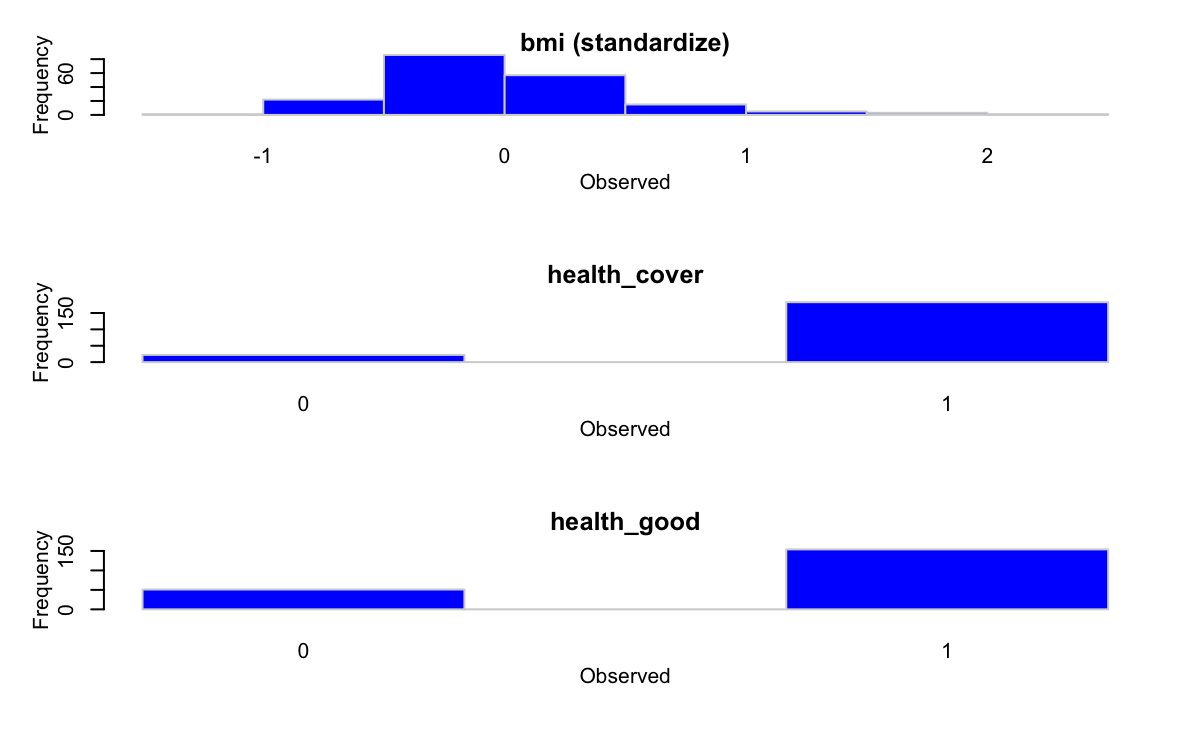 bmi (standardize)
Frequency
60
0
-1 0 1 2
Observed
health_cover
Frequency
150
0
0 1
Observed
health_good
Frequency
150
0
0 1
Observed